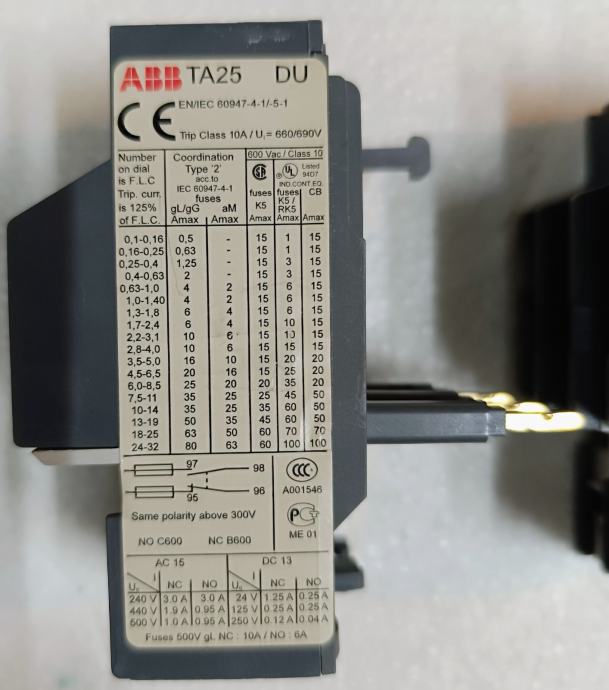 ABB TA25 DU
CE EN/IEC 60947-4-1/-5-1
Trip Class 10A / Ui = 660/690V
Number on dial is F.L.C Trip. curr. is 125% of F.L.C.
Coordination Type '2' acc.to IEC 60947-4-1 fuses
600 Vac / Class 10
SA
UL Listed 94D7
IND.CONT.EQ.
gL/gG Amax aM Amax fuses K5 Amax fuses K5 / RK5 Amax CB Amax
0,1-0,16 0,5 - 15 1 15
0,16-0,25 0,63 - 15 1 15
0,25-0,4 1,25 - 15 3 15
0,4-0,63 2 - 15 3 15
0,63-1,0 4 2 15 6 15
1,0-1,40 4 2 15 6 15
1,3-1,8 6 4 15 6 15
1,7-2,4 6 4 15 10 15
2,2-3,1 10 6 15 10 15
2,8-4,0 10 6 15 15 15
3,5-5,0 16 10 15 20 20
4,5-6,5 20 16 15 25 20
6,0-8,5 25 20 20 35 20
7,5-11 35 25 25 45 50
10-14 35 25 35 60 50
13-19 50 35 45 60 50
18-25 63 50 60 70 70
24-32 80 63 60 100 100
97 98
95 96
Same polarity above 300V
NO C600 NC B600
CCC
A001546
PC
ME 01
AC 15 DC 13
Ue I NC NO Ue I NC NO
240 V 3.0 A 3.0 A 24 V 1.25 A 0.25 A
440 V 1.9 A 0.95 A 125 V 0.25 A 0.25 A
500 V 1.0 A 0.95 A 250 V 0.12 A 0.04 A
Fuses 500V gL NC : 10A / NO : 6A